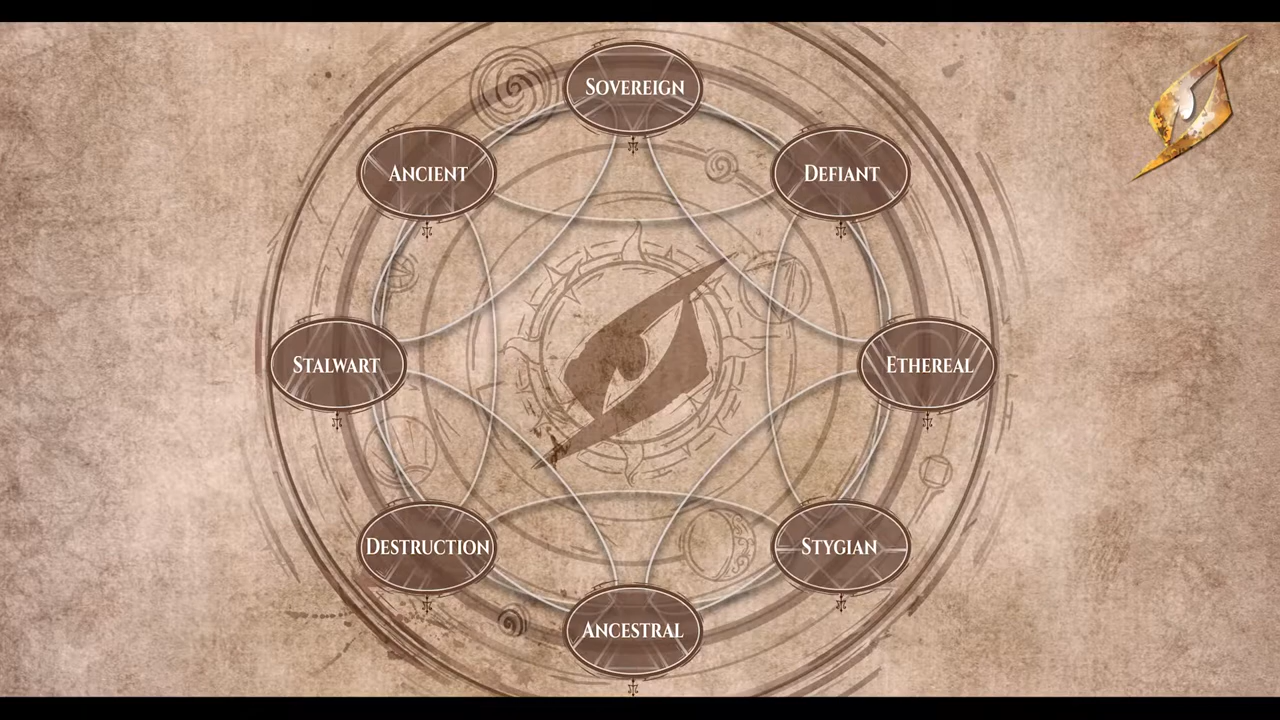 SOVEREIGN
ANCIENT
DEFIANT
STALWART
ETHEREAL
DESTRUCTION
STYGIAN
ANCESTRAL